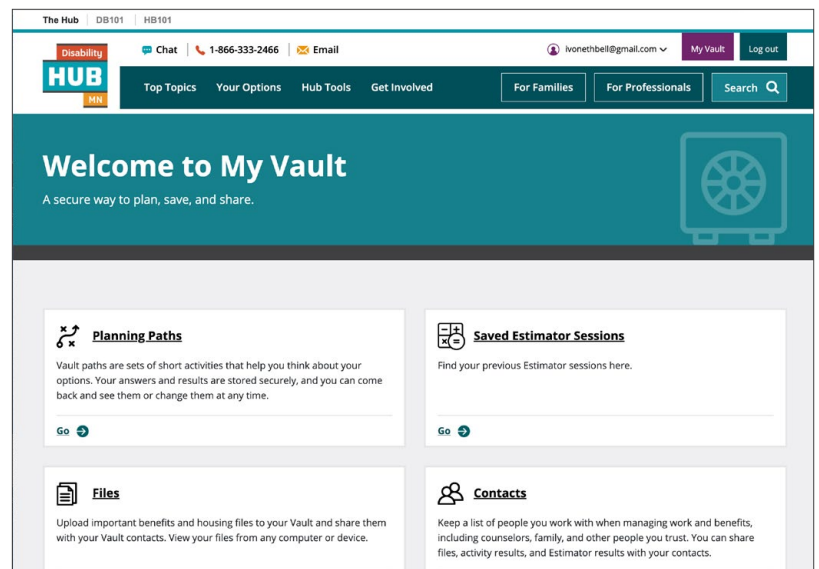 The Hub DB101 HB101
Disability
HUB
MN
Chat 1-866-333-2466 Email
ivonethbell@gmail.com My Vault Log out
Top Topics Your Options Hub Tools Get Involved For Families For Professionals Search
Welcome to My Vault
A secure way to plan, save, and share.
Planning Paths
Vault paths are sets of short activities that help you think about your
options. Your answers and results are stored securely, and you can come
back and see them or change them at any time.
Go
Saved Estimator Sessions
Find your previous Estimator sessions here.
Go
Files
Upload important benefits and housing files to your Vault and share them
with your Vault contacts. View your files from any computer or device.
Contacts
Keep a list of people you work with when managing work and benefits,
including counselors, family, and other people you trust. You can share
files, activity results, and Estimator results with your contacts.